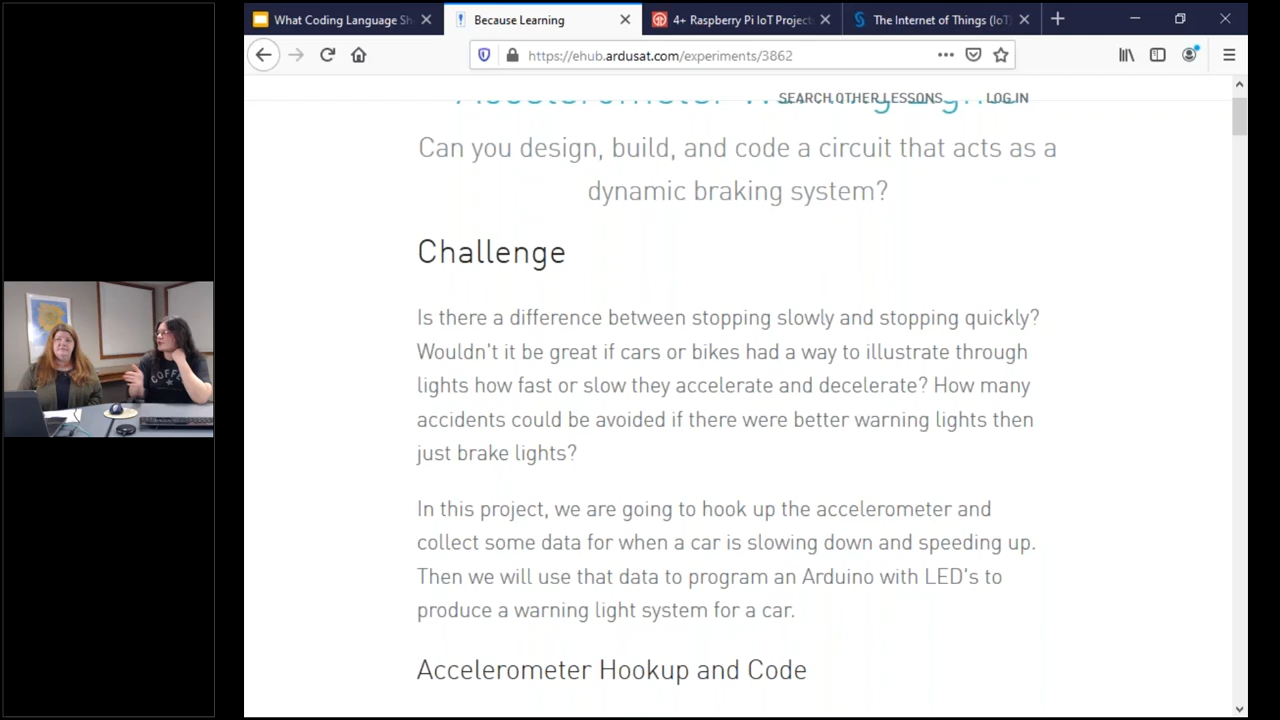 What Coding Language Sh
Because Learning
4+ Raspberry Pi IoT Project
The Internet of Things (IoT)
https://ehub.ardusat.com/experiments/3862
SEARCH OTHER LESSONS
LOG IN
Can you design, build, and code a circuit that acts as a
dynamic braking system?
Challenge
Is there a difference between stopping slowly and stopping quickly?
Wouldn't it be great if cars or bikes had a way to illustrate through
lights how fast or slow they accelerate and decelerate? How many
accidents could be avoided if there were better warning lights then
just brake lights?
In this project, we are going to hook up the accelerometer and
collect some data for when a car is slowing down and speeding up.
Then we will use that data to program an Arduino with LED's to
produce a warning light system for a car.
Accelerometer Hookup and Code
COFFE